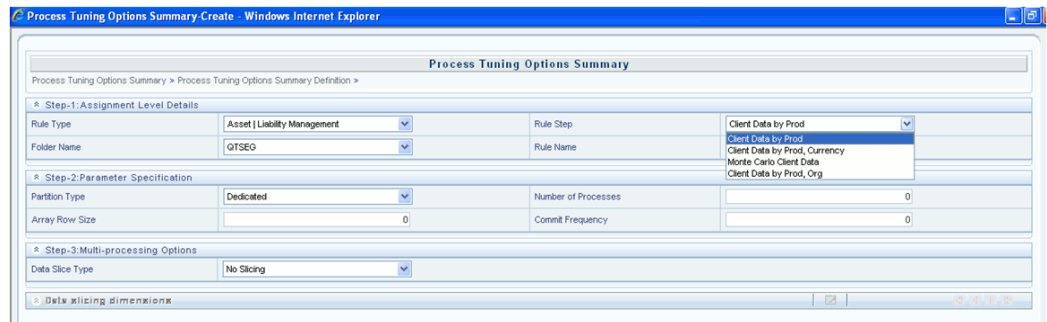 Process Tuning Options Summary-Create - Windows Internet Explorer
Process Tuning Options Summary
Process Tuning Options Summary > Process Tuning Options Summary Definition >
Step-1:Assignment Level Details
Rule Type Asset | Liability Management Rule Step Client Data by Prod
Client Data by Prod
Folder Name QTSEG Rule Name Client Data by Prod, Currency
Monte Carlo Client Data
Client Data by Prod, Org
Step-2:Parameter Specification
Partition Type Dedicated Number of Processes 0
Array Row Size 0 Commit Frequency 0
Step-3:Multi-processing Options
Data Slice Type No Slicing
Data slicing dimensions